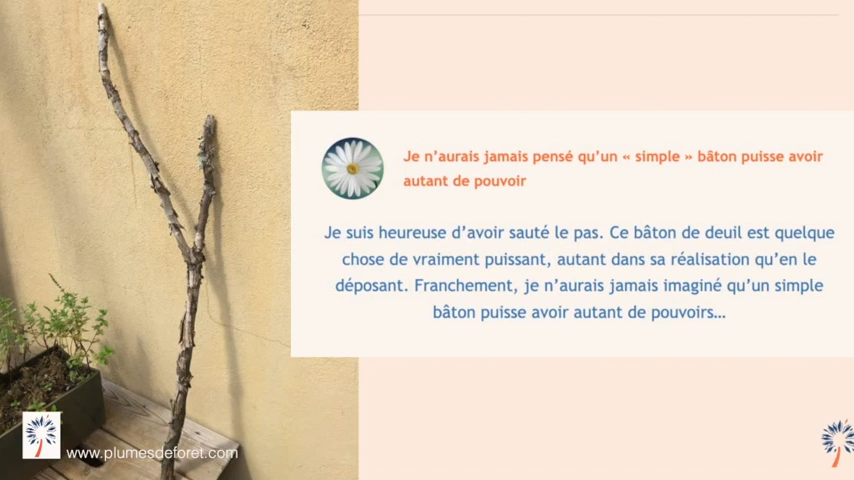 Je n’aurais jamais pensé qu’un « simple » bâton puisse avoir
autant de pouvoir
Je suis heureuse d’avoir sauté le pas. Ce bâton de deuil est quelque
chose de vraiment puissant, autant dans sa réalisation qu’en le
déposant. Franchement, je n’aurais jamais imaginé qu’un simple
bâton puisse avoir autant de pouvoirs...
www.plumesdeforet.com